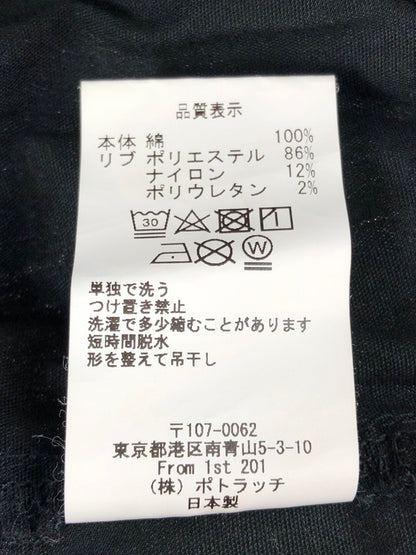 品質表示
本体 綿 100%
リブ ポリエステル 86%
ナイロン 12%
ポリウレタン 2%
30
W
単独で洗う
つけ置き禁止
洗濯で多少縮むことがあります
短時間脱水
形を整えて吊干し
〒107-0062
東京都港区南青山5-3-10
From 1st 201
(株) ポトラッチ
日本製